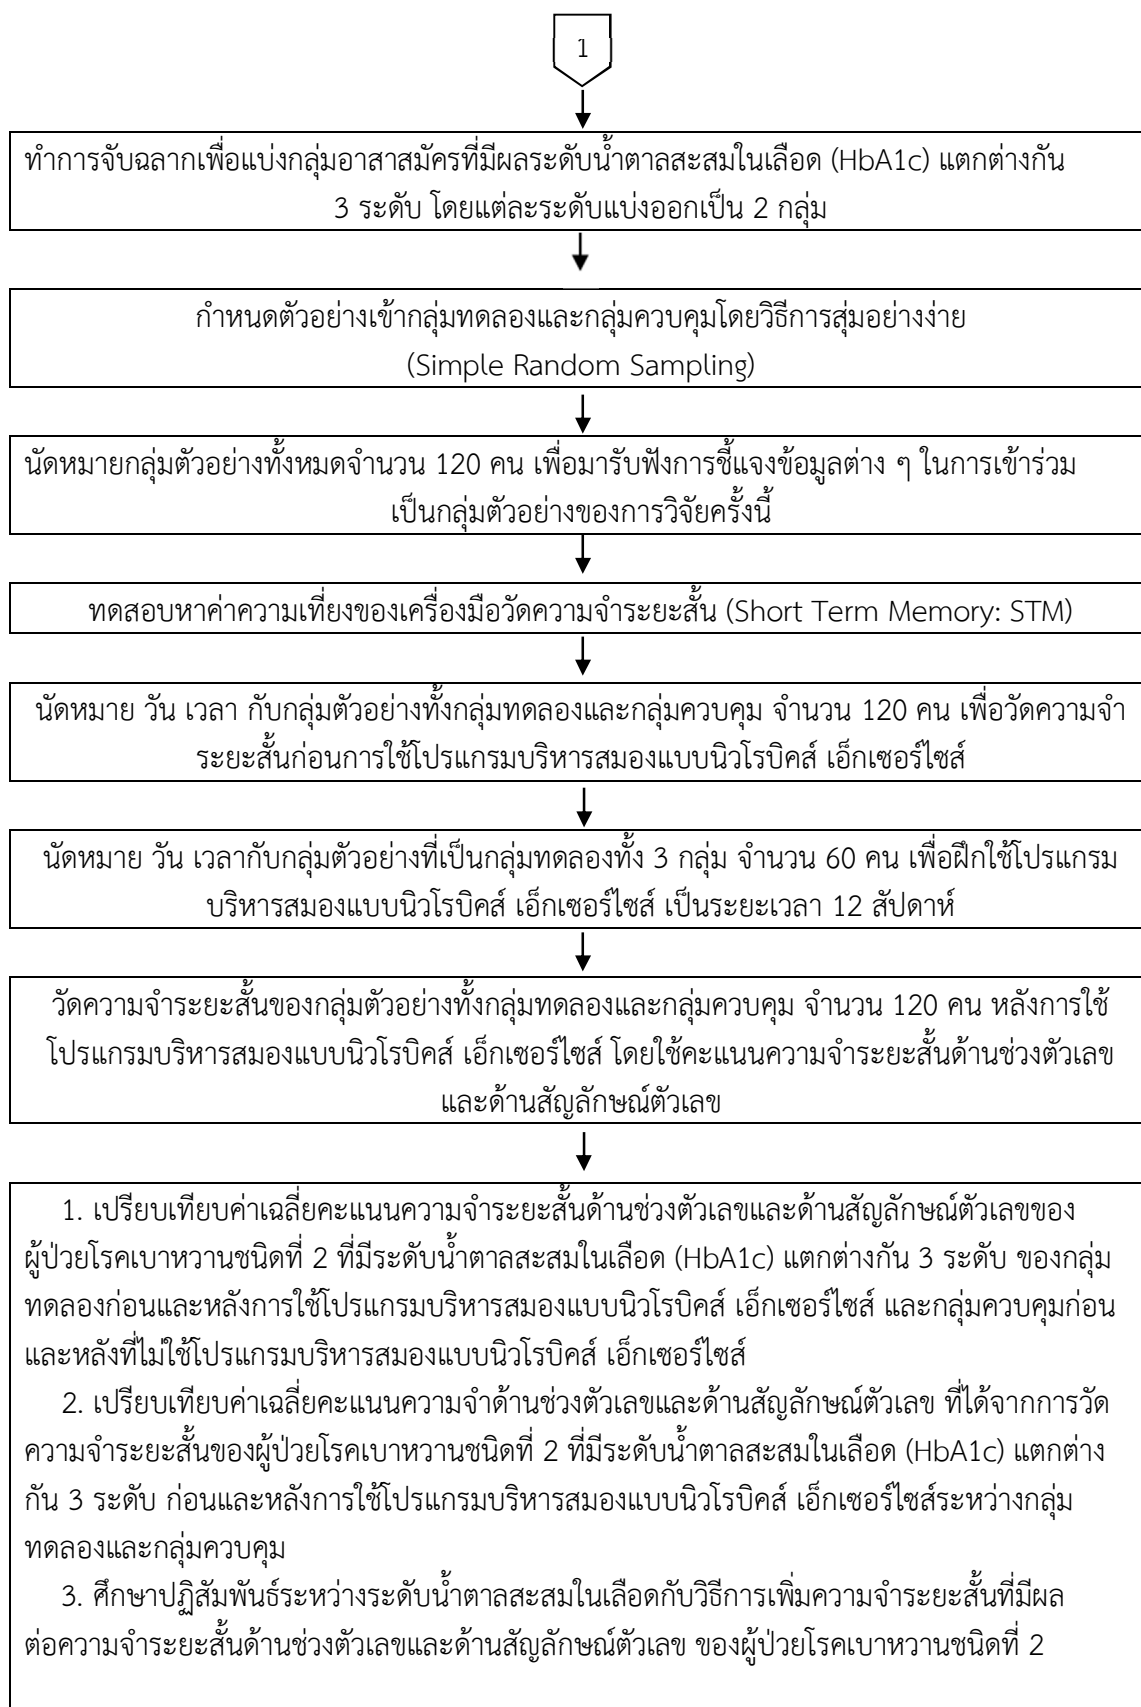 1
ทำการจับฉลากเพื่อแบ่งกลุ่มอาสาสมัครที่มีผลระดับน้ำตาลสะสมในเลือด (HbA1c) แตกต่างกัน
3 ระดับ โดยแต่ละระดับแบ่งออกเป็น 2 กลุ่ม
กำหนดตัวอย่างเข้ากลุ่มทดลองและกลุ่มควบคุมโดยวิธีการสุ่มอย่างง่าย
(Simple Random Sampling)
นัดหมายกลุ่มตัวอย่างทั้งหมดจำนวน 120 คน เพื่อมารับฟังการชี้แจงข้อมูลต่าง ๆ ในการเข้าร่วม
เป็นกลุ่มตัวอย่างของการวิจัยครั้งนี้
ทดสอบหาค่าความเที่ยงของเครื่องมือวัดความจำระยะสั้น (Short Term Memory: STM)
นัดหมาย วัน เวลา กับกลุ่มตัวอย่างทั้งกลุ่มทดลองและกลุ่มควบคุม จำนวน 120 คน เพื่อวัดความจำ
ระยะสั้นก่อนการใช้โปรแกรมบริหารสมองแบบนิวโรบิคส์ เอ็กเซอร์ไซส์
นัดหมาย วัน เวลากับกลุ่มตัวอย่างที่เป็นกลุ่มทดลองทั้ง 3 กลุ่ม จำนวน 60 คน เพื่อฝึกใช้โปรแกรม
บริหารสมองแบบนิวโรบิคส์ เอ็กเซอร์ไซส์ เป็นระยะเวลา 12 สัปดาห์
วัดความจำระยะสั้นของกลุ่มตัวอย่างทั้งกลุ่มทดลองและกลุ่มควบคุม จำนวน 120 คน หลังการใช้
โปรแกรมบริหารสมองแบบนิวโรบิคส์ เอ็กเซอร์ไซส์ โดยใช้คะแนนความจำระยะสั้นด้านช่วงตัวเลข
และด้านสัญลักษณ์ตัวเลข
1. เปรียบเทียบค่าเฉลี่ยคะแนนความจำระยะสั้นด้านช่วงตัวเลขและด้านสัญลักษณ์ตัวเลขของ
ผู้ป่วยโรคเบาหวานชนิดที่ 2 ที่มีระดับน้ำตาลสะสมในเลือด (HbA1c) แตกต่างกัน 3 ระดับ ของกลุ่ม
ทดลองก่อนและหลังการใช้โปรแกรมบริหารสมองแบบนิวโรบิคส์ เอ็กเซอร์ไซส์ และกลุ่มควบคุมก่อน
และหลังที่ไม่ใช้โปรแกรมบริหารสมองแบบนิวโรบิคส์ เอ็กเซอร์ไซส์
2. เปรียบเทียบค่าเฉลี่ยคะแนนความจำด้านช่วงตัวเลขและด้านสัญลักษณ์ตัวเลข ที่ได้จากการวัด
ความจำระยะสั้นของผู้ป่วยโรคเบาหวานชนิดที่ 2 ที่มีระดับน้ำตาลสะสมในเลือด (HbA1c) แตกต่าง
กัน 3 ระดับ ก่อนและหลังการใช้โปรแกรมบริหารสมองแบบนิวโรบิคส์ เอ็กเซอร์ไซส์ระหว่างกลุ่ม
ทดลองและกลุ่มควบคุม
3. ศึกษาปฏิสัมพันธ์ระหว่างระดับน้ำตาลสะสมในเลือดกับวิธีการเพิ่มความจำระยะสั้นที่มีผล
ต่อความจำระยะสั้นด้านช่วงตัวเลขและด้านสัญลักษณ์ตัวเลข ของผู้ป่วยโรคเบาหวานชนิดที่ 2